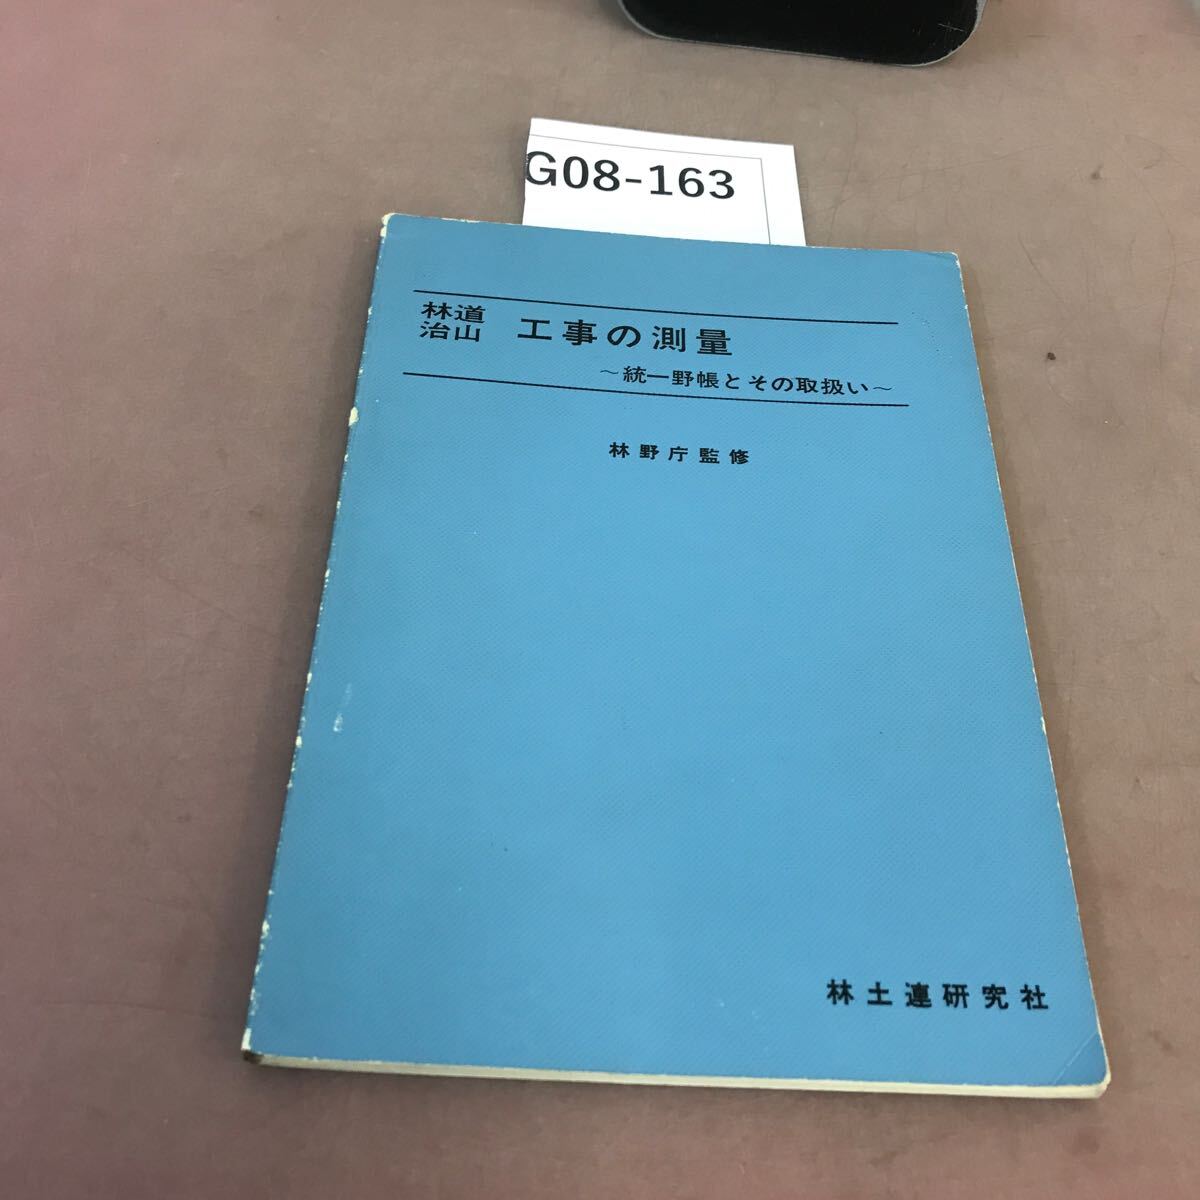 G08-163
林道
治山 工事の測量
～統一野帳とその取扱い～
林野庁監修
林土連研究社